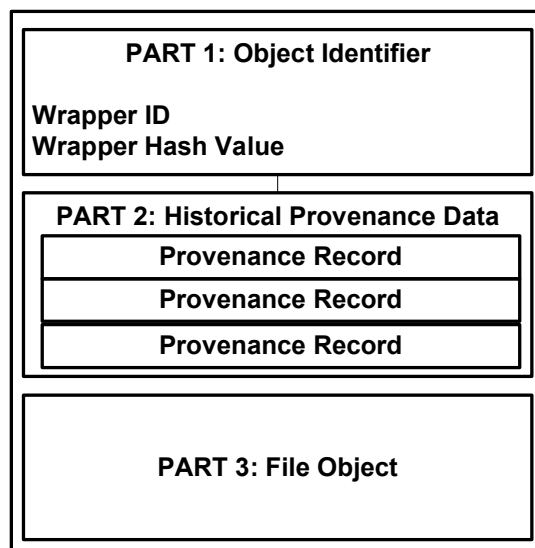 PART 1: Object Identifier
Wrapper ID
Wrapper Hash Value
PART 2: Historical Provenance Data
Provenance Record
Provenance Record
Provenance Record
PART 3: File Object